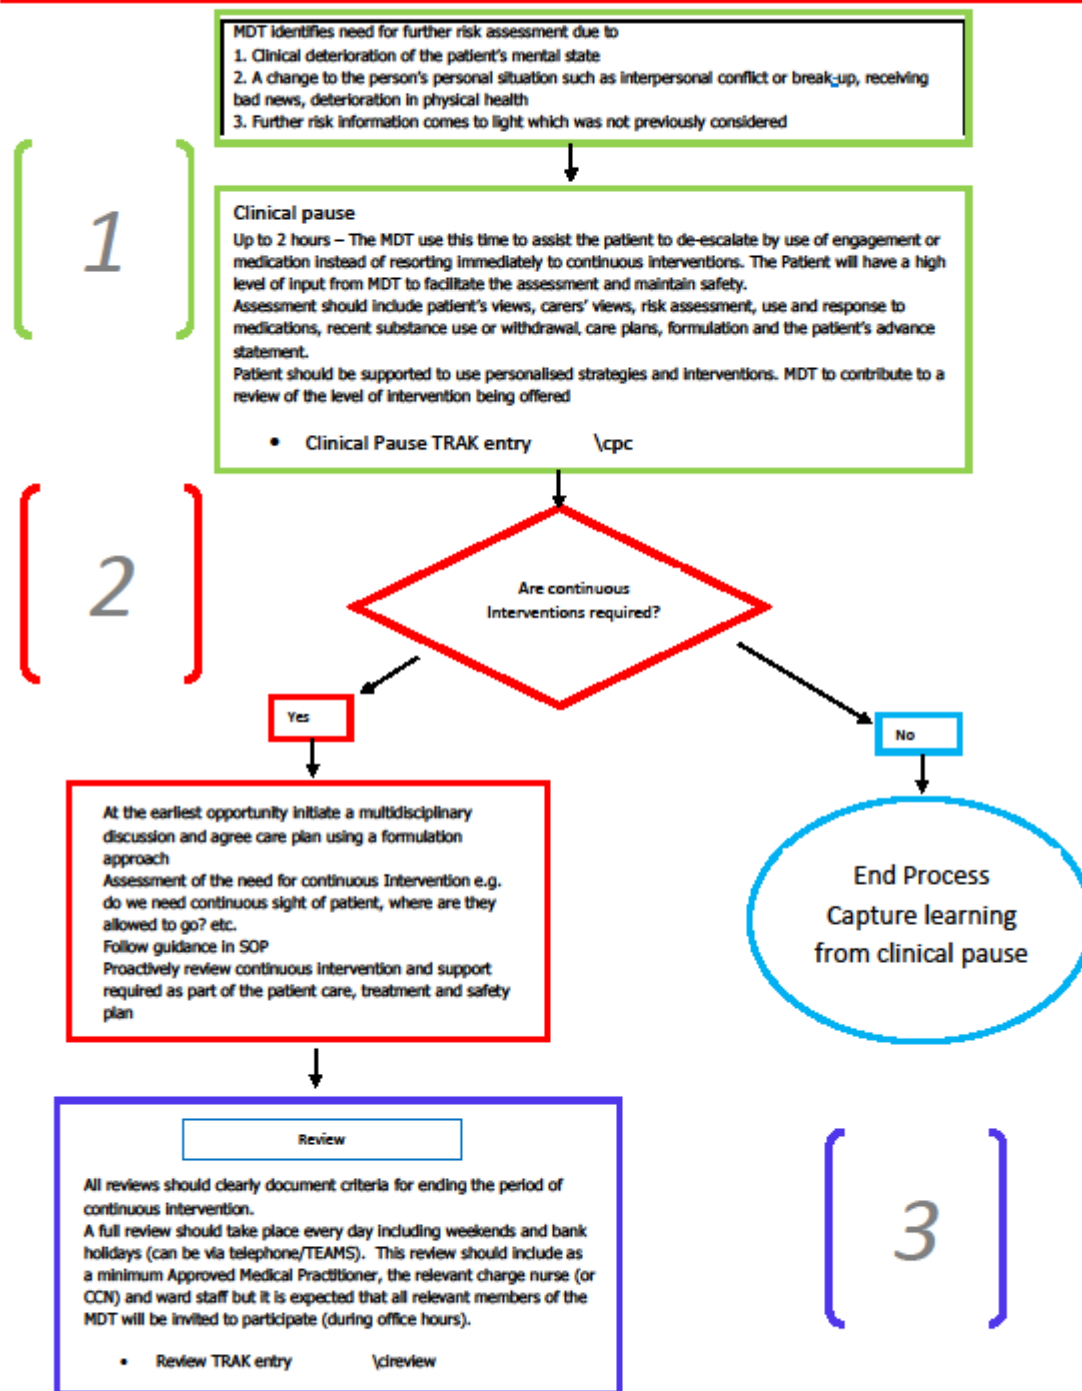 MDT identifies need for further risk assessment due to
1. Clinical deterioration of the patient's mental state
2. A change to the person's personal situation such as interpersonal conflict or break-up, receiving
bad news, deterioration in physical health
3. Further risk information comes to light which was not previously considered
1
Clinical pause
Up to 2 hours – The MDT use this time to assist the patient to de-escalate by use of engagement or
medication instead of resorting immediately to continuous interventions. The Patient will have a high
level of input from MDT to facilitate the assessment and maintain safety.
Assessment should include patient's views, carers' views, risk assessment, use and response to
medications, recent substance use or withdrawal, care plans, formulation and the patient's advance
statement.
Patient should be supported to use personalised strategies and interventions. MDT to contribute to a
review of the level of intervention being offered
• Clinical Pause TRAK entry \cpc
2
Are continuous
Interventions required?
Yes
No
At the earliest opportunity initiate a multidisciplinary
discussion and agree care plan using a formulation
approach
Assessment of the need for continuous Intervention e.g.
do we need continuous sight of patient, where are they
allowed to go? etc.
Follow guidance in SOP
Proactively review continuous intervention and support
required as part of the patient care, treatment and safety
plan
End Process
Capture learning
from clinical pause
Review
All reviews should clearly document criteria for ending the period of
continuous intervention.
A full review should take place every day including weekends and bank
holidays (can be via telephone/TEAMS). This review should include as
a minimum Approved Medical Practitioner, the relevant charge nurse (or
CCN) and ward staff but it is expected that all relevant members of the
MDT will be invited to participate (during office hours).
• Review TRAK entry \cireview
3